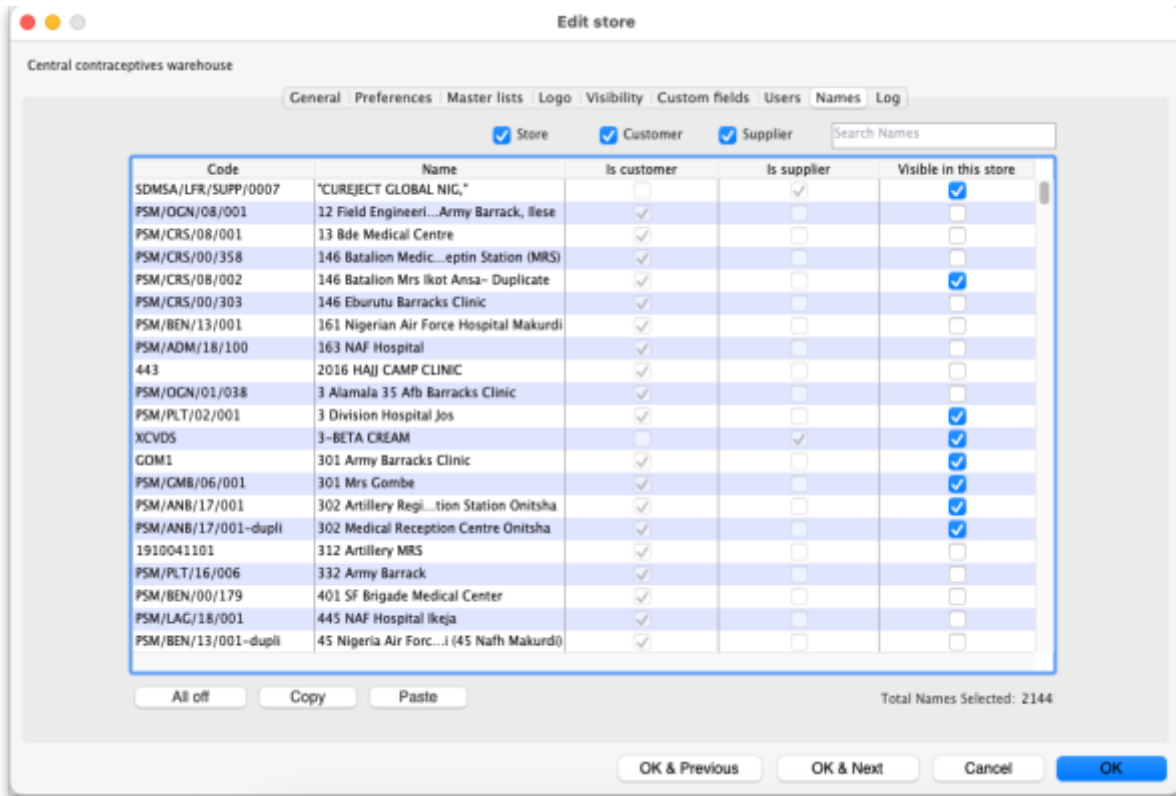 Edit store
Central contraceptives warehouse
General Preferences Master lists Logo Visibility Custom fields Users Names Log
Store Customer Supplier Search Names
Code Name Is customer Is supplier Visible in this store
SDMSA/LFR/SUPP/0007 "CUREJECT GLOBAL NIG,"
PSM/OGN/08/001 12 Field Engineeri...Army Barrack, Ilese
PSM/CRS/08/001 13 Bde Medical Centre
PSM/CRS/00/358 146 Batalion Medic...eptin Station (MRS)
PSM/CRS/08/002 146 Batalion Mrs Ikot Ansa- Duplicate
PSM/CRS/00/303 146 Eburutu Barracks Clinic
PSM/BEN/13/001 161 Nigerian Air Force Hospital Makurdi
PSM/ADM/18/100 163 NAF Hospital
443 2016 HAJJ CAMP CLINIC
PSM/OGN/01/038 3 Alamala 35 Afb Barracks Clinic
PSM/PLT/02/001 3 Division Hospital Jos
XCVDS 3-BETA CREAM
GOM1 301 Army Barracks Clinic
PSM/GMB/06/001 301 Mrs Gombe
PSM/ANB/17/001 302 Artillery Regi...tion Station Onitsha
PSM/ANB/17/001-dupli 302 Medical Reception Centre Onitsha
1910041101 312 Artillery MRS
PSM/PLT/16/006 332 Army Barrack
PSM/BEN/00/179 401 SF Brigade Medical Center
PSM/LAG/18/001 445 NAF Hospital Ikeja
PSM/BEN/13/001-dupli 45 Nigeria Air Forc...i (45 Nafh Makurdi)
All off Copy Paste Total Names Selected: 2144
OK & Previous OK & Next Cancel OK